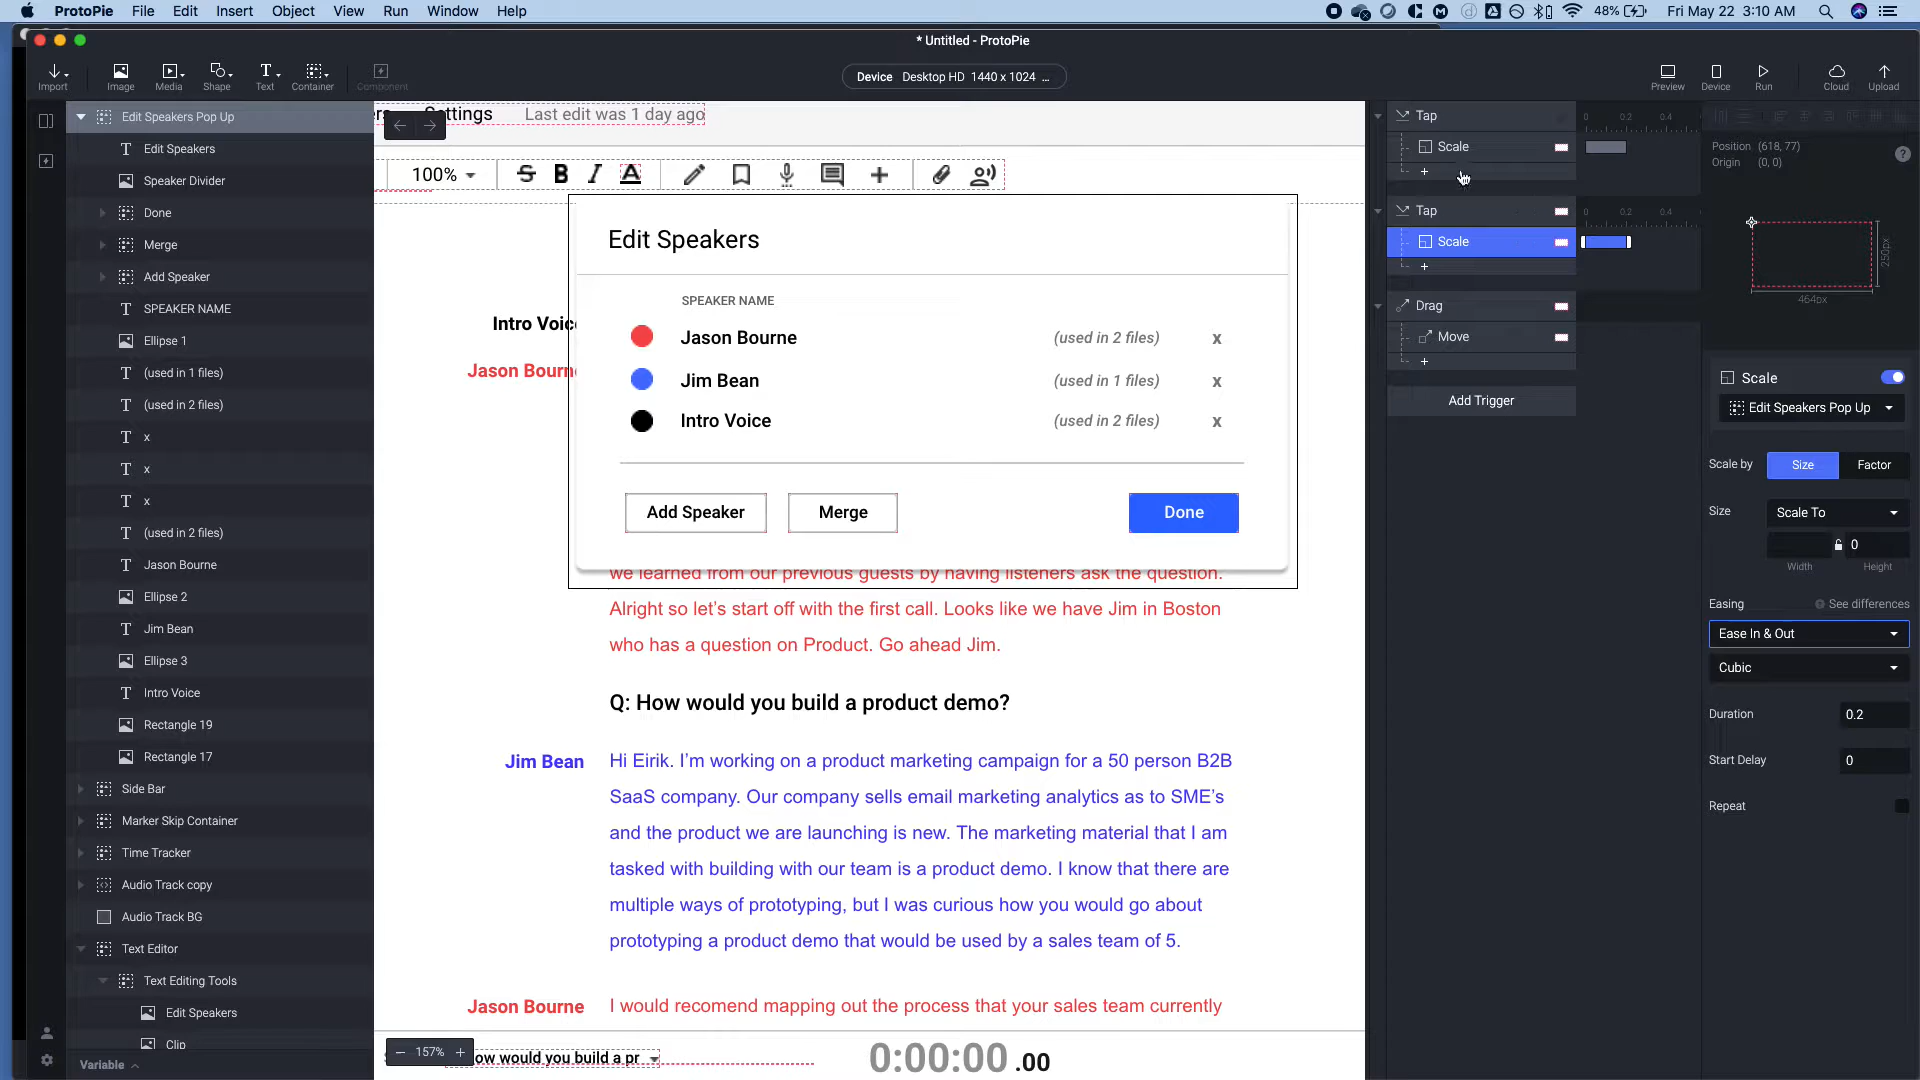 ProtoPie File Edit Insert Object View Run Window Help
48% Fri May 22 3:10 AM
* Untitled - ProtoPie
Import Image Media Shape Text Container Component
Device Desktop HD 1440 x 1024 ...
Preview Device Run Cloud Upload
Edit Speakers Pop Up
Edit Speakers
Speaker Divider
Done
Merge
Add Speaker
SPEAKER NAME
Ellipse 1
(used in 1 files)
(used in 2 files)
x
x
x
(used in 2 files)
Jason Bourne
Ellipse 2
Jim Bean
Ellipse 3
Intro Voice
Rectangle 19
Rectangle 17
Side Bar
Marker Skip Container
Time Tracker
Audio Track copy
Audio Track BG
Text Editor
Text Editing Tools
Edit Speakers
Clip
Variable
Settings Last edit was 1 day ago
100% S B I A
Edit Speakers
SPEAKER NAME
Jason Bourne (used in 2 files) x
Jim Bean (used in 1 files) x
Intro Voice (used in 2 files) x
Add Speaker Merge Done
Intro Voice
Jason Bourne
we learned from our previous guests by having listeners ask the question.
Alright so let's start off with the first call. Looks like we have Jim in Boston
who has a question on Product. Go ahead Jim.
Q: How would you build a product demo?
Jim Bean Hi Eirik. I'm working on a product marketing campaign for a 50 person B2B
SaaS company. Our company sells email marketing analytics as to SME's
and the product we are launching is new. The marketing material that I am
tasked with building with our team is a product demo. I know that there are
multiple ways of prototyping, but I was curious how you would go about
prototyping a product demo that would be used by a sales team of 5.
Jason Bourne I would recomend mapping out the process that your sales team currently
157% ow would you build a pr
0:00:00 .00
Tap 0 0.2 0.4
Scale
Tap 0 0.2 0.4
Scale
Drag
Move
Add Trigger
Position (618, 77)
Origin (0, 0)
?
250px
464px
Scale
Edit Speakers Pop Up
Scale by Size Factor
Size Scale To
0
Width Height
Easing See differences
Ease In & Out
Cubic
Duration 0.2
Start Delay 0
Repeat